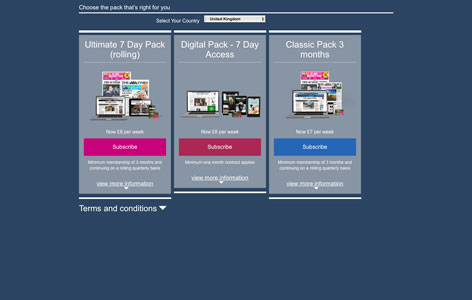 Choose the pack that's right for you
Select Your Country
United Kingdom
Ultimate 7 Day Pack
(rolling)
Now £8 per week
Subscribe
Minimum membership of 3 months and
continuing on a rolling quarterly basis
view more information
Digital Pack - 7 Day
Access
Now £6 per week
Subscribe
Minimum one month contract applies
view more information
Classic Pack 3
months
Now £7 per week
Subscribe
Minimum membership of 3 months and
continuing on a rolling quarterly basis
view more information
Terms and conditions